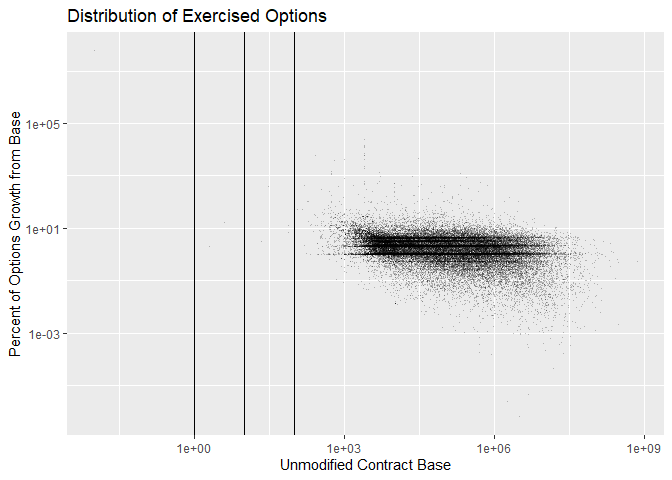 Distribution of Exercised Options
Percent of Options Growth from Base
1e+05
1e+01
1e-03
1e+00 1e+03 1e+06 1e+09
Unmodified Contract Base